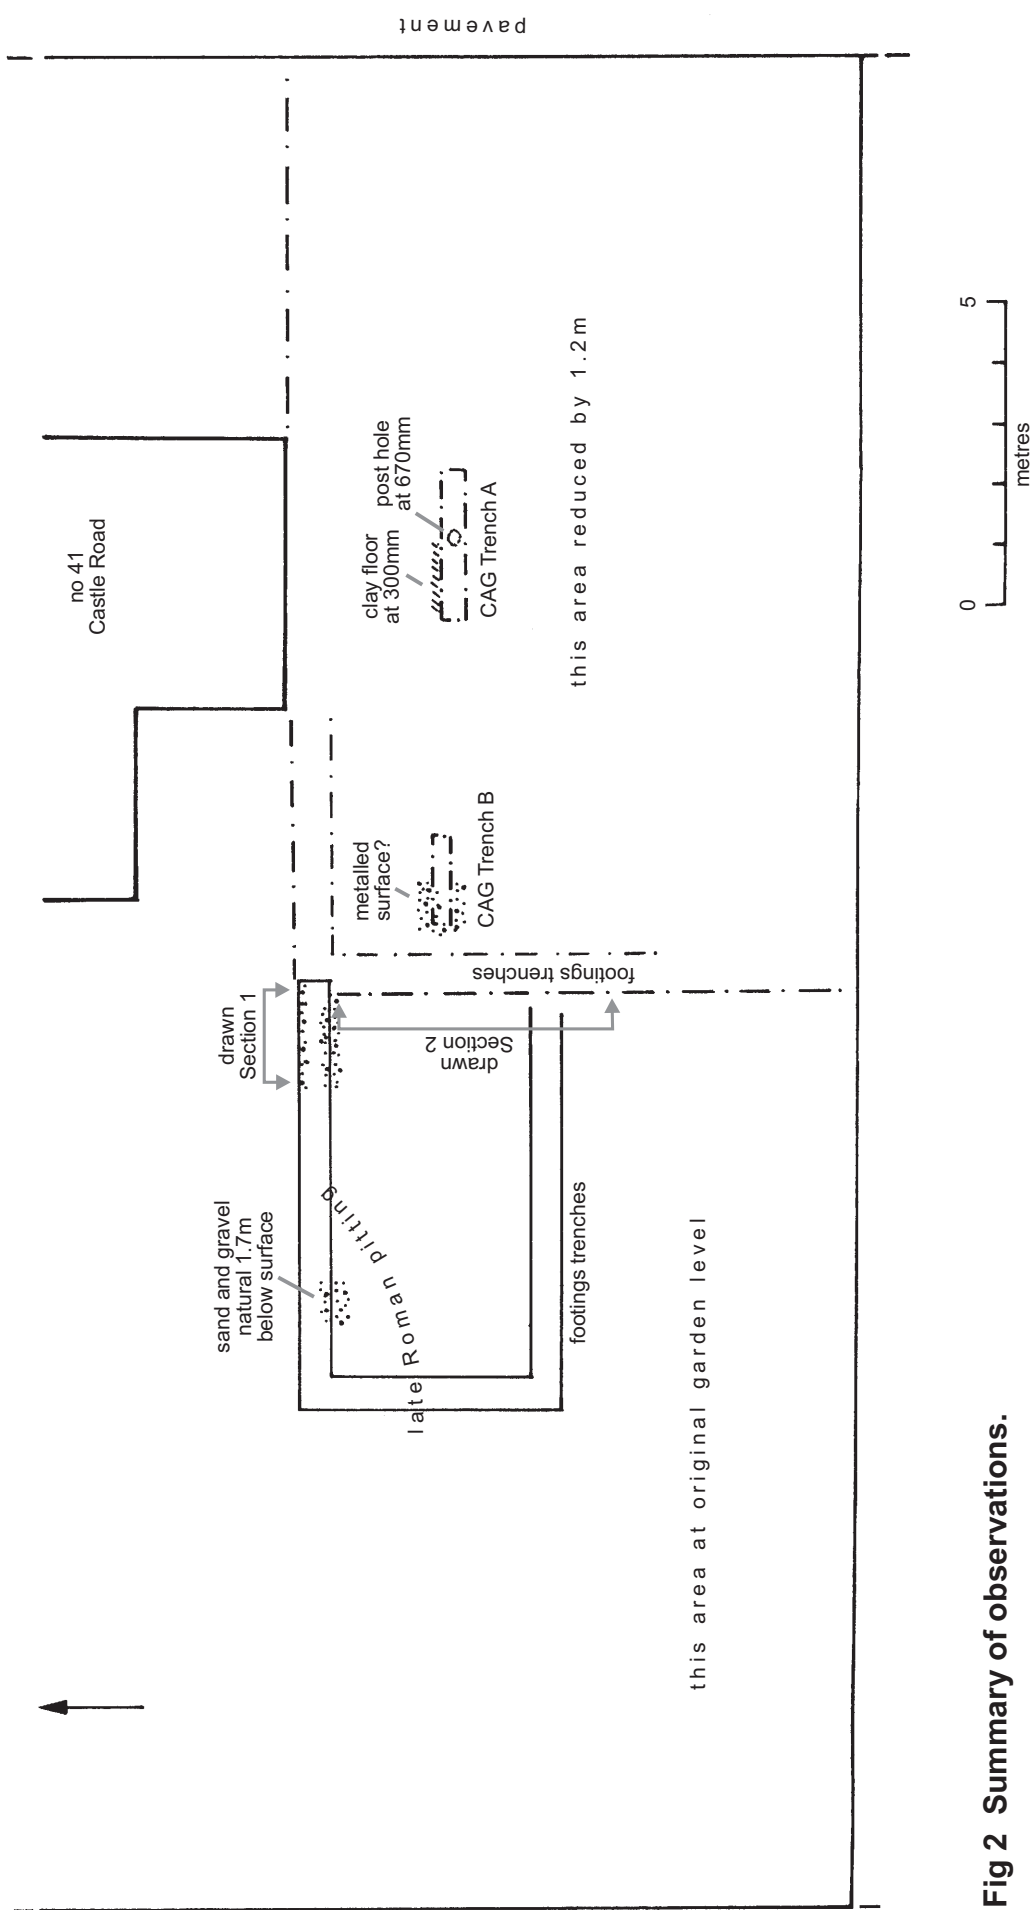 pavement
no 41
Castle Road
post hole
at 670mm
clay floor
at 300mm
CAG Trench A
this area reduced by 1.2m
metalled
surface?
CAG Trench B
footings trenches
drawn
Section 1
drawn
Section 2
sand and gravel
natural 1.7m
below surface
late Roman pitting
footings trenches
this area at original garden level
0 5
metres
Fig 2 Summary of observations.